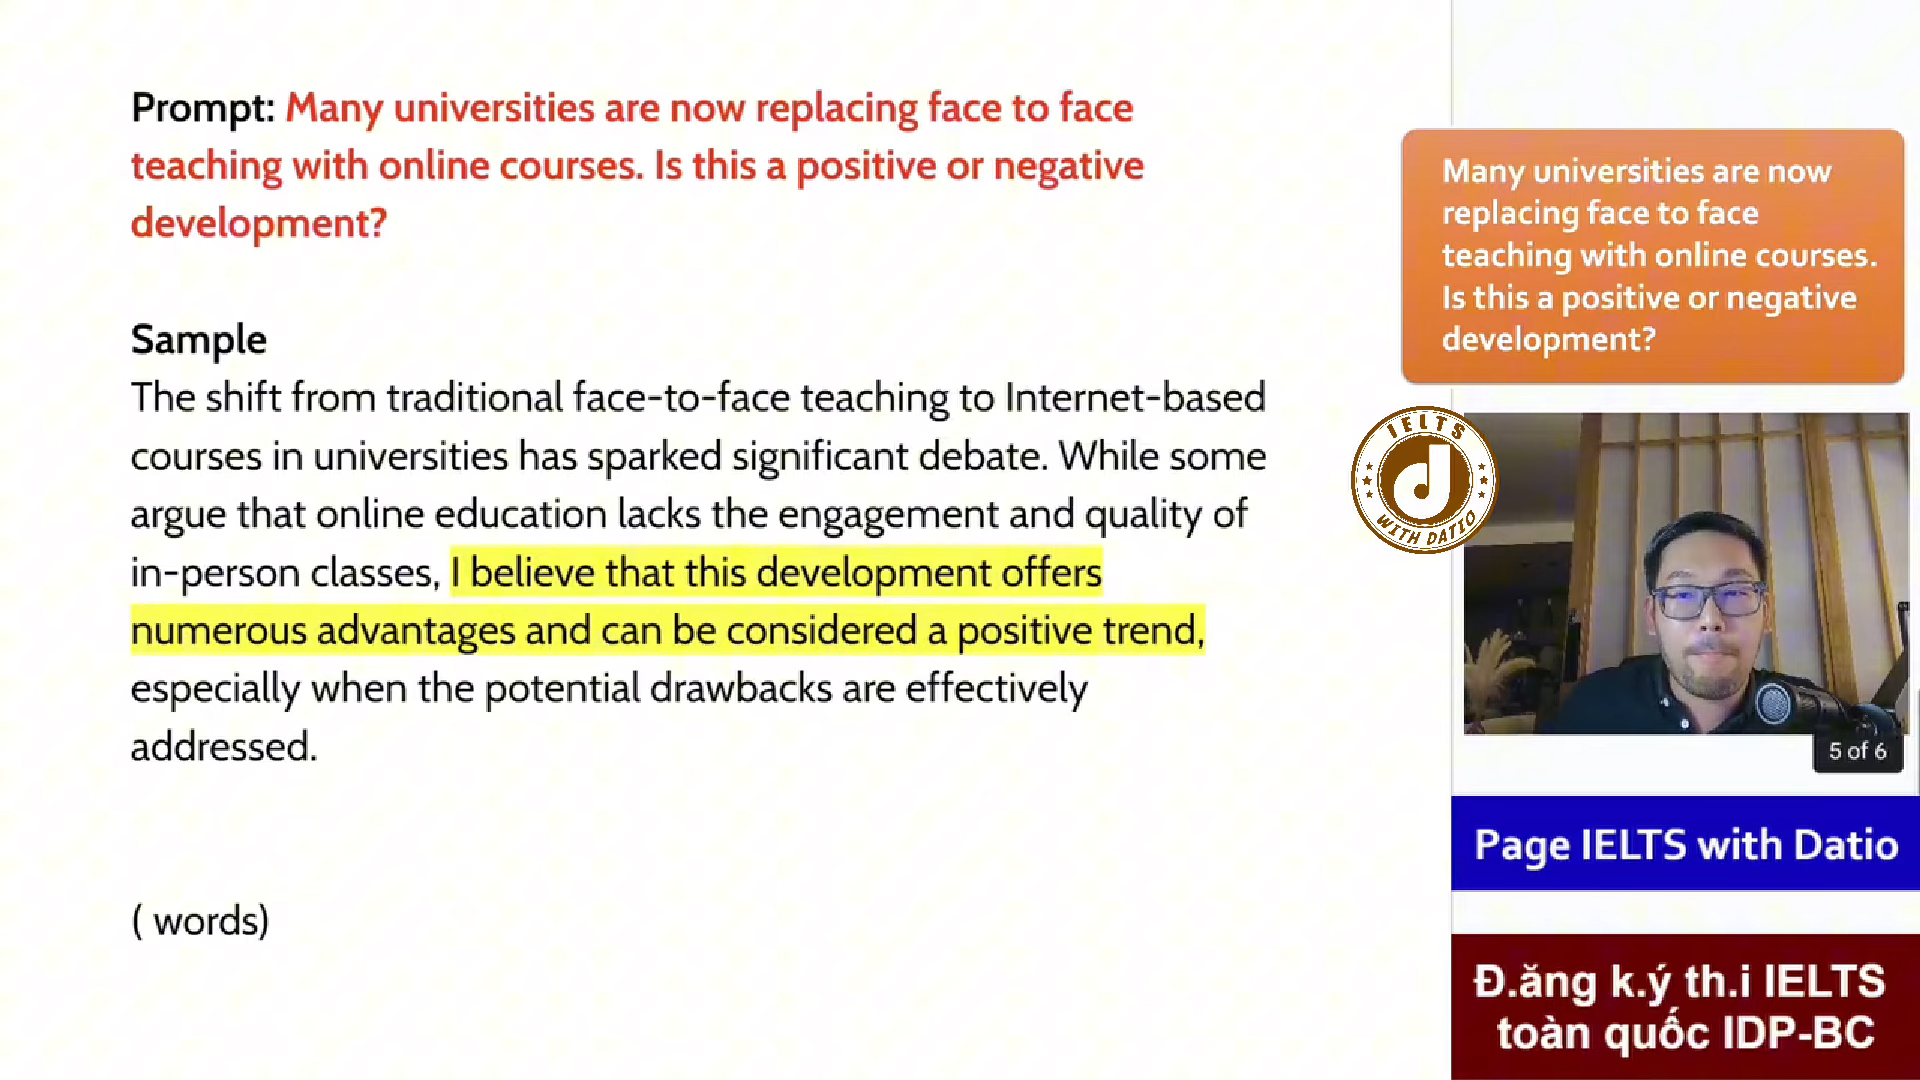 Prompt: Many universities are now replacing face to face
teaching with online courses. Is this a positive or negative
development?
Sample
The shift from traditional face-to-face teaching to Internet-based
courses in universities has sparked significant debate. While some
argue that online education lacks the engagement and quality of
in-person classes, I believe that this development offers
numerous advantages and can be considered a positive trend,
especially when the potential drawbacks are effectively
addressed.
( words)
Many universities are now
replacing face to face
teaching with online courses.
Is this a positive or negative
development?
IELTS
WITH DATIO
5 of 6
Page IELTS with Datio
Đ.ăng k.ý th.i IELTS
toàn quốc IDP-BC